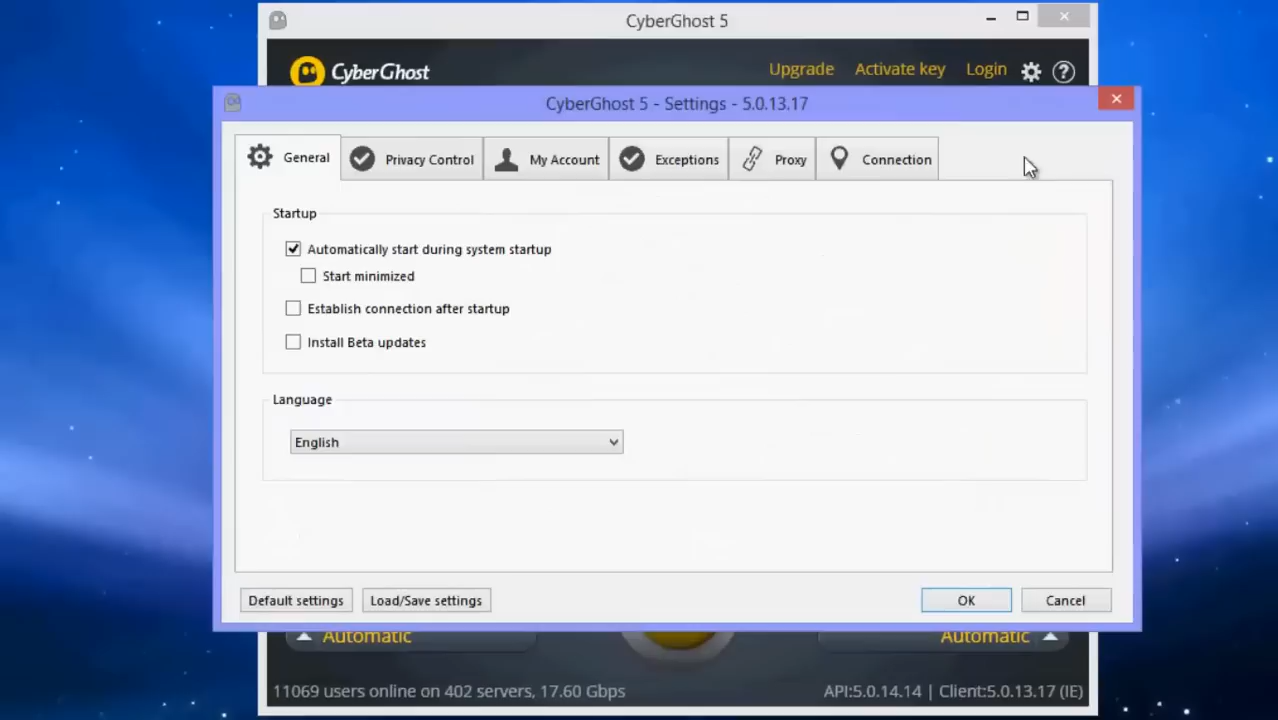 CyberGhost 5
CyberGhost
Upgrade Activate key Login
CyberGhost 5 - Settings - 5.0.13.17
General Privacy Control My Account Exceptions Proxy Connection
Startup
Automatically start during system startup
Start minimized
Establish connection after startup
Install Beta updates
Language
English
Default settings Load/Save settings OK Cancel
Automatic Automatic
11069 users online on 402 servers, 17.60 Gbps API:5.0.14.14 | Client:5.0.13.17 (IE)